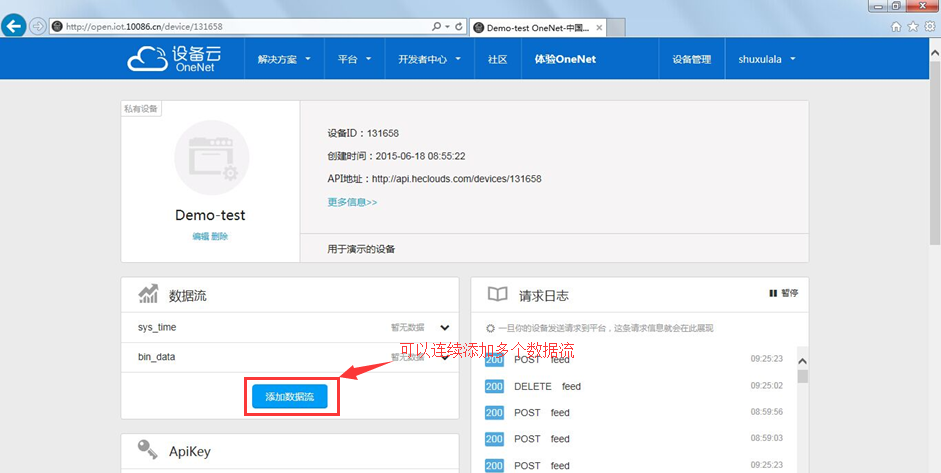 http://open.iot.10086.cn/device/131658
Demo-test OneNet-中国...
设备云
OneNet
解决方案
平台
开发者中心
社区
体验OneNet
设备管理
shuxulala
私有设备
Demo-test
编辑 删除
设备ID：131658
创建时间：2015-06-18 08:55:22
API地址：http://api.heclouds.com/devices/131658
更多信息>>
用于演示的设备
数据流
sys_time 暂无数据
bin_data 暂无数据
可以连续添加多个数据流
添加数据流
ApiKey
请求日志
暂停
一旦你的设备发送请求到平台，这条请求信息就会在此展现
200 POST feed 09:25:23
200 DELETE feed 09:25:02
200 POST feed 08:59:56
200 POST feed 08:59:03
200 POST feed 09:25:23